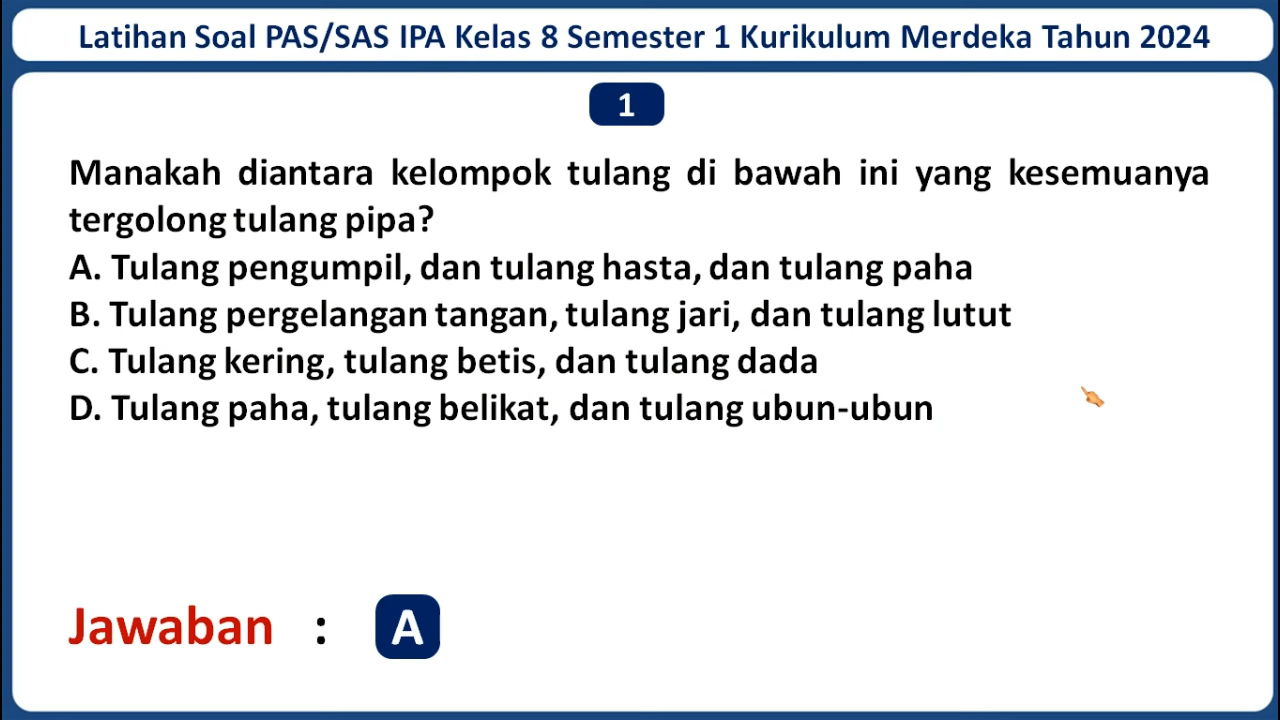 Latihan Soal PAS/SAS IPA Kelas 8 Semester 1 Kurikulum Merdeka Tahun 2024
1
Manakah diantara kelompok tulang di bawah ini yang kesemuanya
tergolong tulang pipa?
A. Tulang pengumpil, dan tulang hasta, dan tulang paha
B. Tulang pergelangan tangan, tulang jari, dan tulang lutut
C. Tulang kering, tulang betis, dan tulang dada
D. Tulang paha, tulang belikat, dan tulang ubun-ubun
Jawaban : A